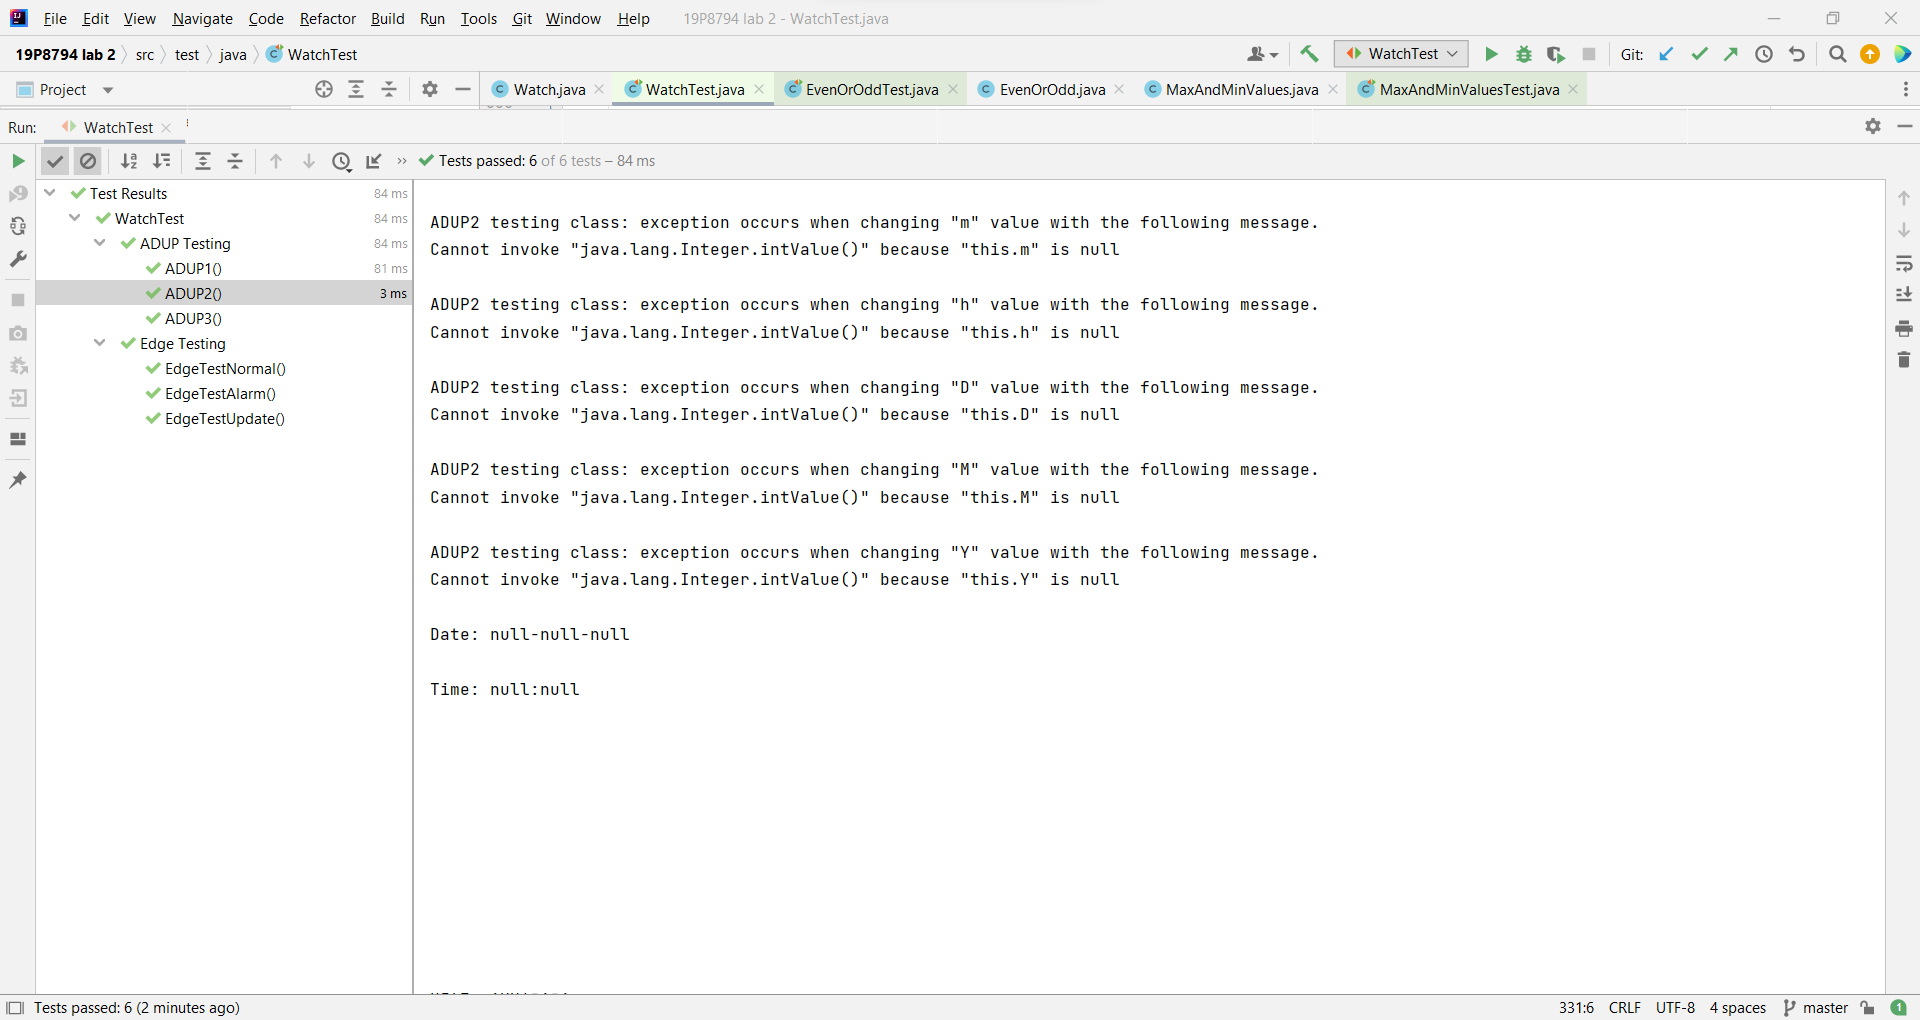 File Edit View Navigate Code Refactor Build Run Tools Git Window Help 19P8794 lab 2 - WatchTest.java
19P8794 lab 2 src test java WatchTest WatchTest Git:
Project Watch.java WatchTest.java EvenOrOddTest.java EvenOrOdd.java MaxAndMinValues.java MaxAndMinValuesTest.java
Run: WatchTest
Tests passed: 6 of 6 tests – 84 ms
Test Results 84 ms
WatchTest 84 ms
ADUP Testing 84 ms
ADUP1() 81 ms
ADUP2() 3 ms
ADUP3()
Edge Testing
EdgeTestNormal()
EdgeTestAlarm()
EdgeTestUpdate()
ADUP2 testing class: exception occurs when changing "m" value with the following message.
Cannot invoke "java.lang.Integer.intValue()" because "this.m" is null
ADUP2 testing class: exception occurs when changing "h" value with the following message.
Cannot invoke "java.lang.Integer.intValue()" because "this.h" is null
ADUP2 testing class: exception occurs when changing "D" value with the following message.
Cannot invoke "java.lang.Integer.intValue()" because "this.D" is null
ADUP2 testing class: exception occurs when changing "M" value with the following message.
Cannot invoke "java.lang.Integer.intValue()" because "this.M" is null
ADUP2 testing class: exception occurs when changing "Y" value with the following message.
Cannot invoke "java.lang.Integer.intValue()" because "this.Y" is null
Date: null-null-null
Time: null:null
Tests passed: 6 (2 minutes ago) 331:6 CRLF UTF-8 4 spaces master 1